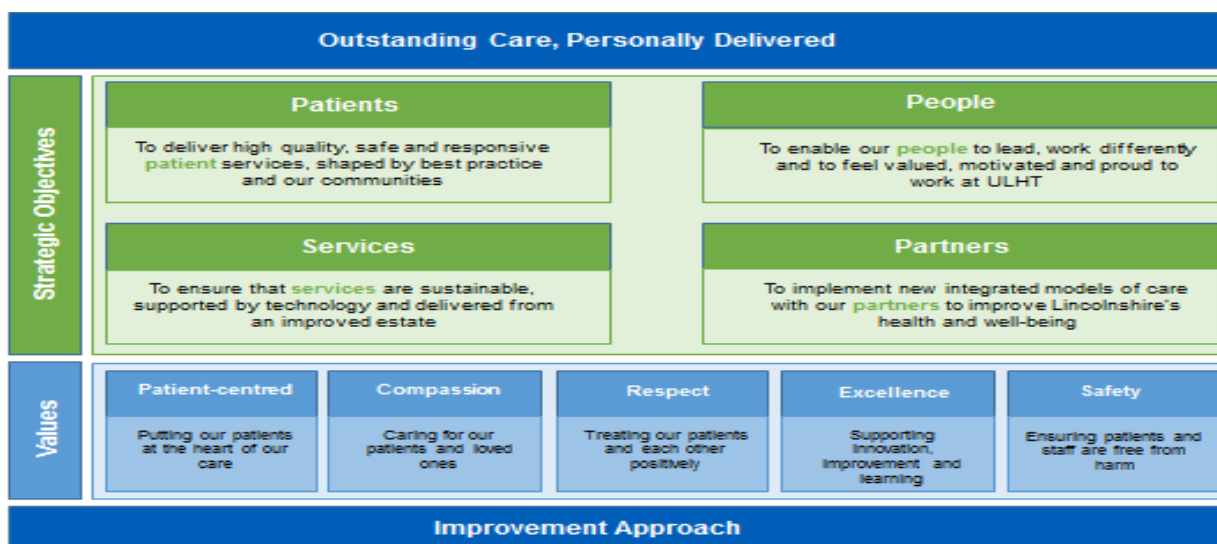 Outstanding Care, Personally Delivered
Strategic Objectives
Patients
To deliver high quality, safe and responsive
patient services, shaped by best practice
and our communities
People
To enable our people to lead, work differently
and to feel valued, motivated and proud to
work at ULHT
Services
To ensure that services are sustainable,
supported by technology and delivered from
an improved estate
Partners
To implement new integrated models of care
with our partners to improve Lincolnshire's
health and well-being
Values
Patient-centred
Putting our patients
at the heart of our
care
Compassion
Caring for our
patients and loved
ones
Respect
Treating our patients
and each other
positively
Excellence
Supporting
innovation,
improvement and
learning
Safety
Ensuring patients and
staff are free from
harm
Improvement Approach